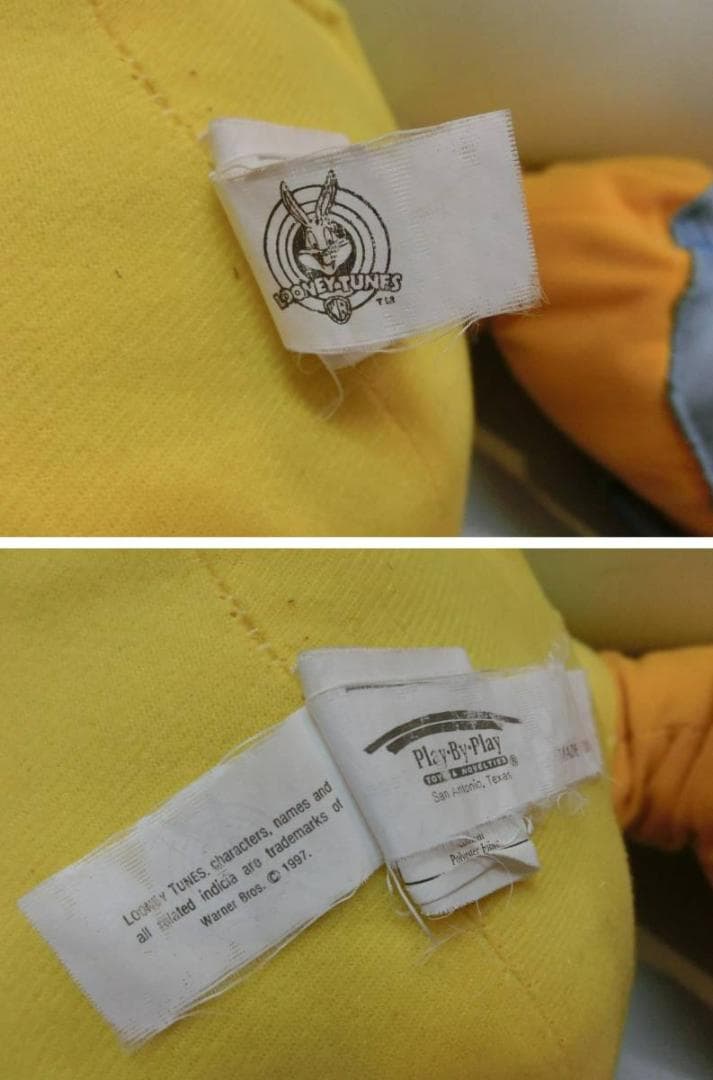 LOONEY TUNES
WB
LOONEY TUNES, characters, names and
all related indicia are trademarks of
Warner Bros. © 1997.
Play·By·Play
TOYS & NOVELTIES ®
San Antonio, Texas
MADE
Polyester Fiber